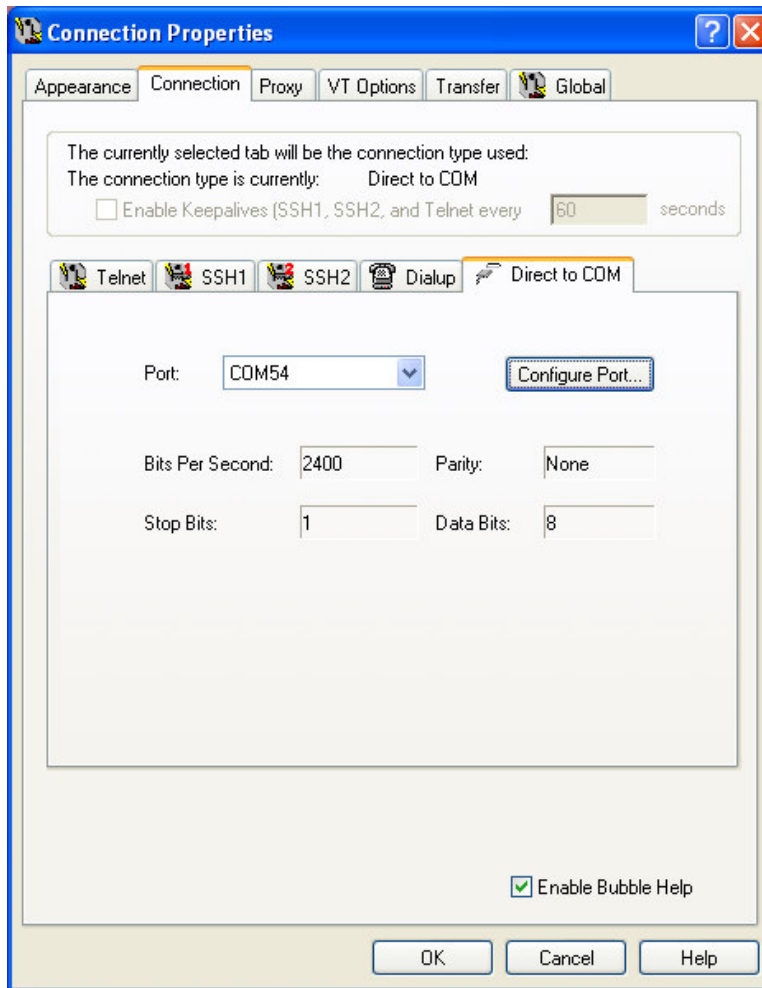 Connection Properties
Appearance Connection Proxy VT Options Transfer Global
The currently selected tab will be the connection type used:
The connection type is currently: Direct to COM
Enable Keepalives (SSH1, SSH2, and Telnet every 60 seconds
Telnet SSH1 SSH2 Dialup Direct to COM
Port: COM54 Configure Port...
Bits Per Second: 2400 Parity: None
Stop Bits: 1 Data Bits: 8
Enable Bubble Help
OK Cancel Help